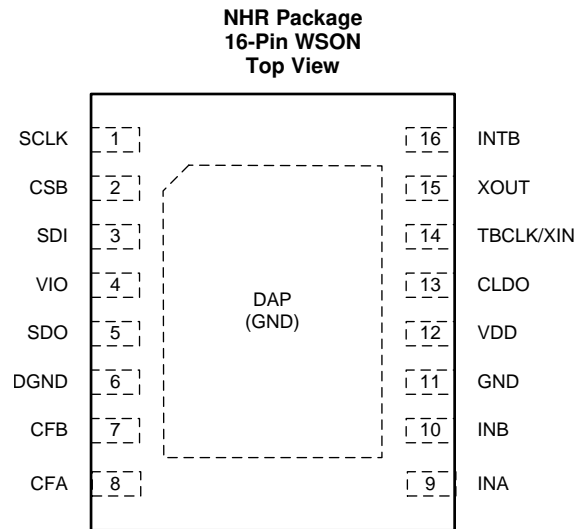 NHR Package
16-Pin WSON
Top View
SCLK 1 16 INTB
CSB 2 15 XOUT
SDI 3 14 TBCLK/XIN
VIO 4 13 CLDO
DAP
(GND)
SDO 5 12 VDD
DGND 6 11 GND
CFB 7 10 INB
CFA 8 9 INA